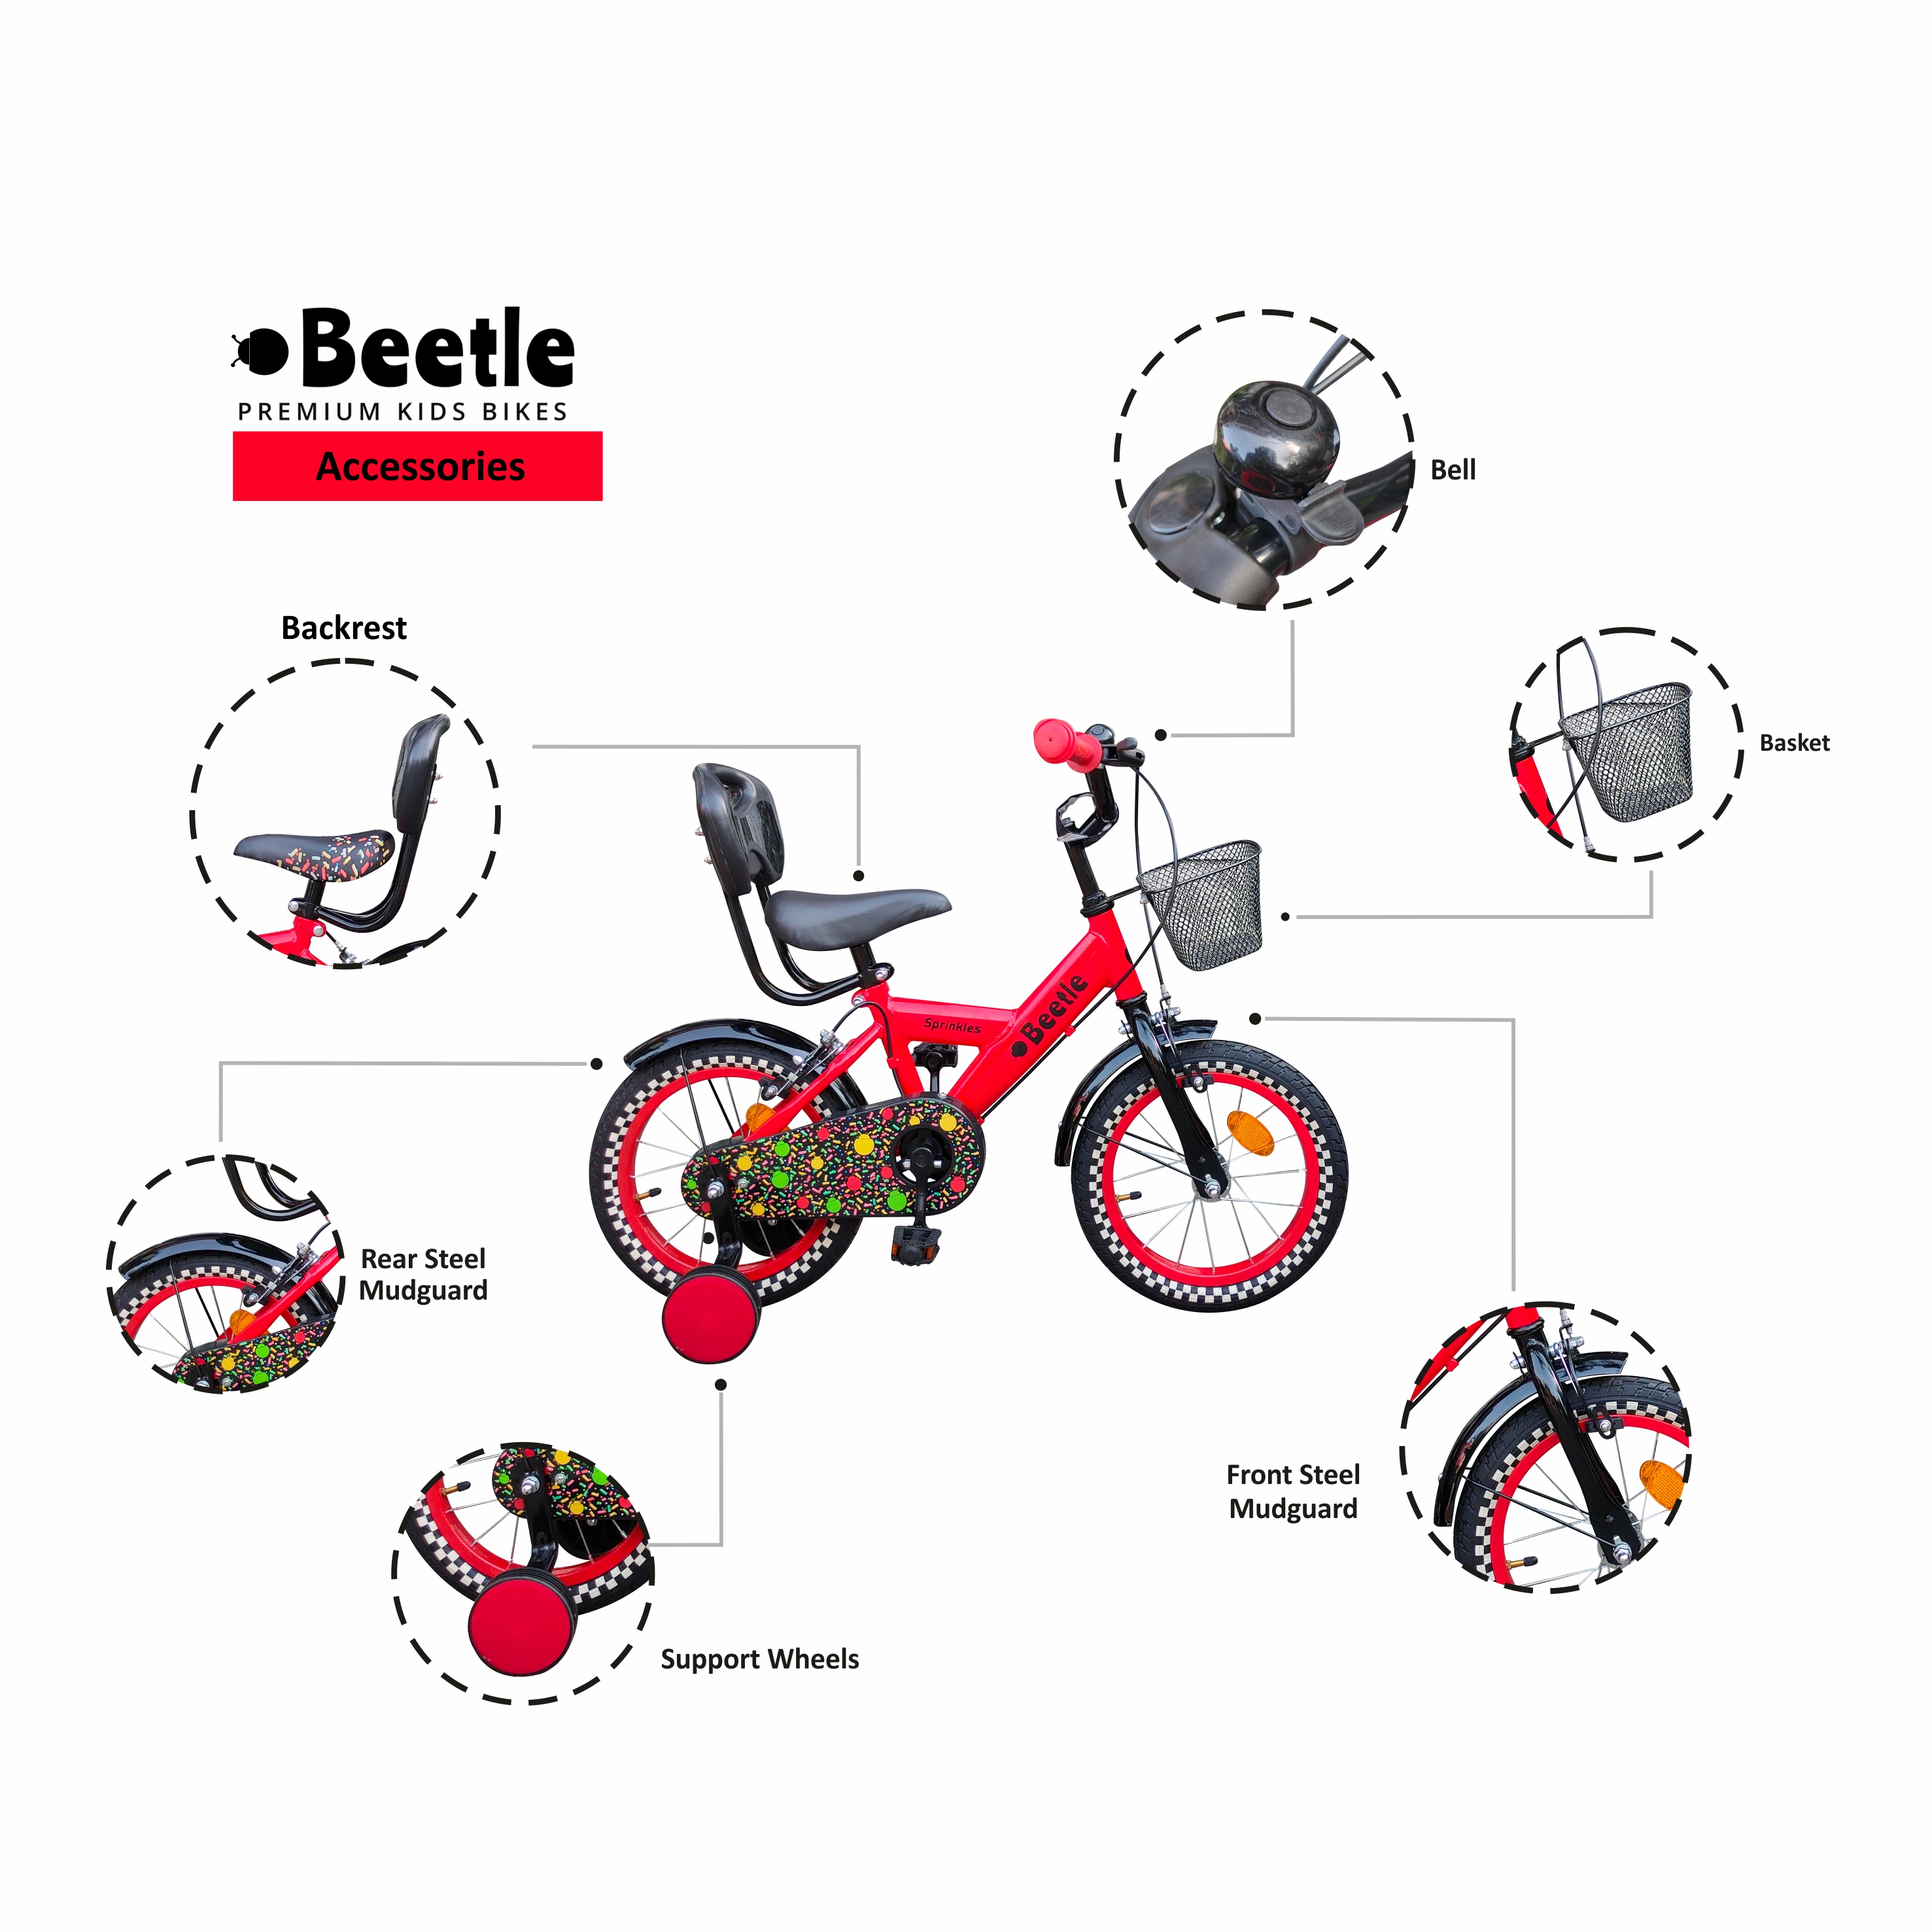 Beetle
PREMIUM KIDS BIKES
Accessories
Bell
Backrest
Basket
Beetle
Sprinkles
Rear Steel
Mudguard
Front Steel
Mudguard
Support Wheels